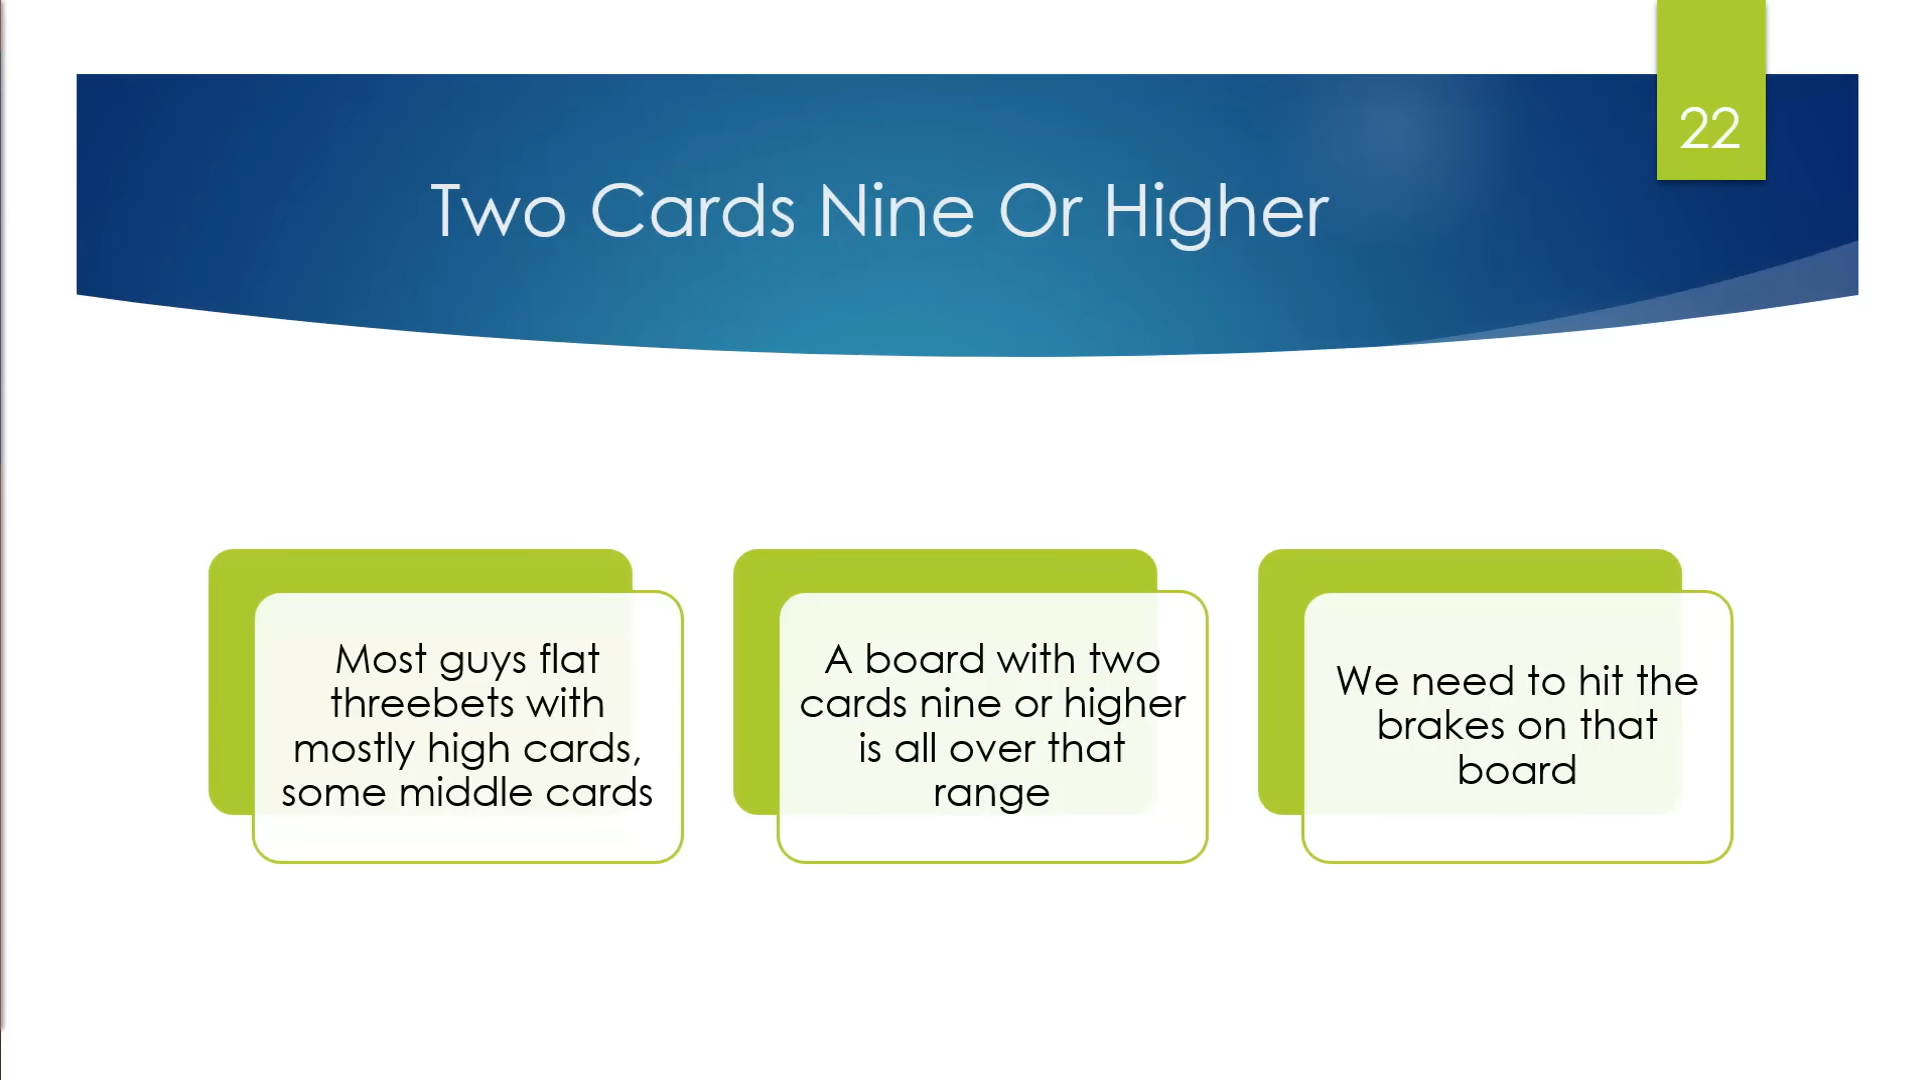 22
Two Cards Nine Or Higher
Most guys flat
threebets with
mostly high cards,
some middle cards
A board with two
cards nine or higher
is all over that
range
We need to hit the
brakes on that
board